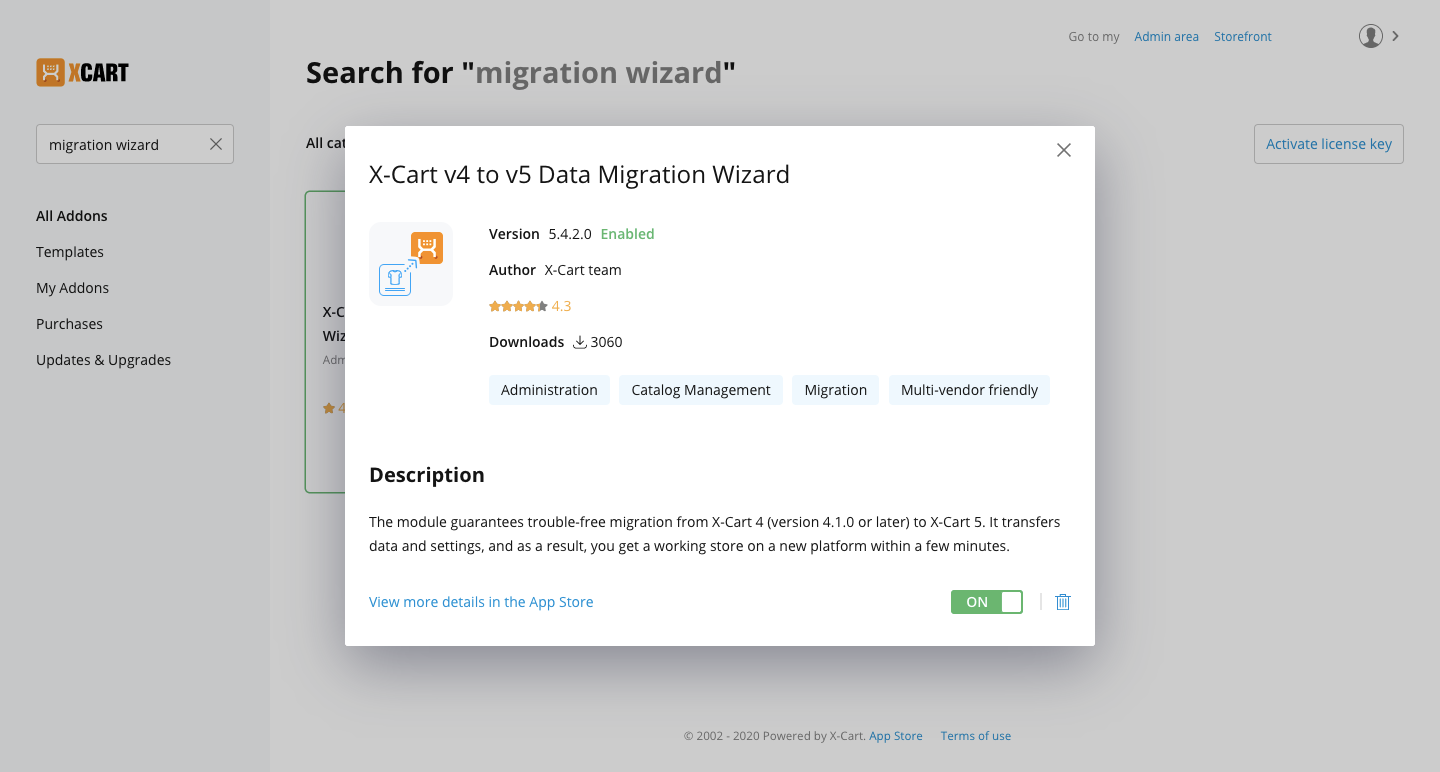 Go to my Admin area Storefront
XCART
Search for "migration wizard"
migration wizard
All cat
Activate license key
All Addons
Templates
My Addons
Purchases
Updates & Upgrades
X-C
Wiz
Adm
4
X-Cart v4 to v5 Data Migration Wizard
Version 5.4.2.0 Enabled
Author X-Cart team
4.3
Downloads 3060
Administration Catalog Management Migration Multi-vendor friendly
Description
The module guarantees trouble-free migration from X-Cart 4 (version 4.1.0 or later) to X-Cart 5. It transfers
data and settings, and as a result, you get a working store on a new platform within a few minutes.
View more details in the App Store
ON
© 2002 - 2020 Powered by X-Cart. App Store Terms of use